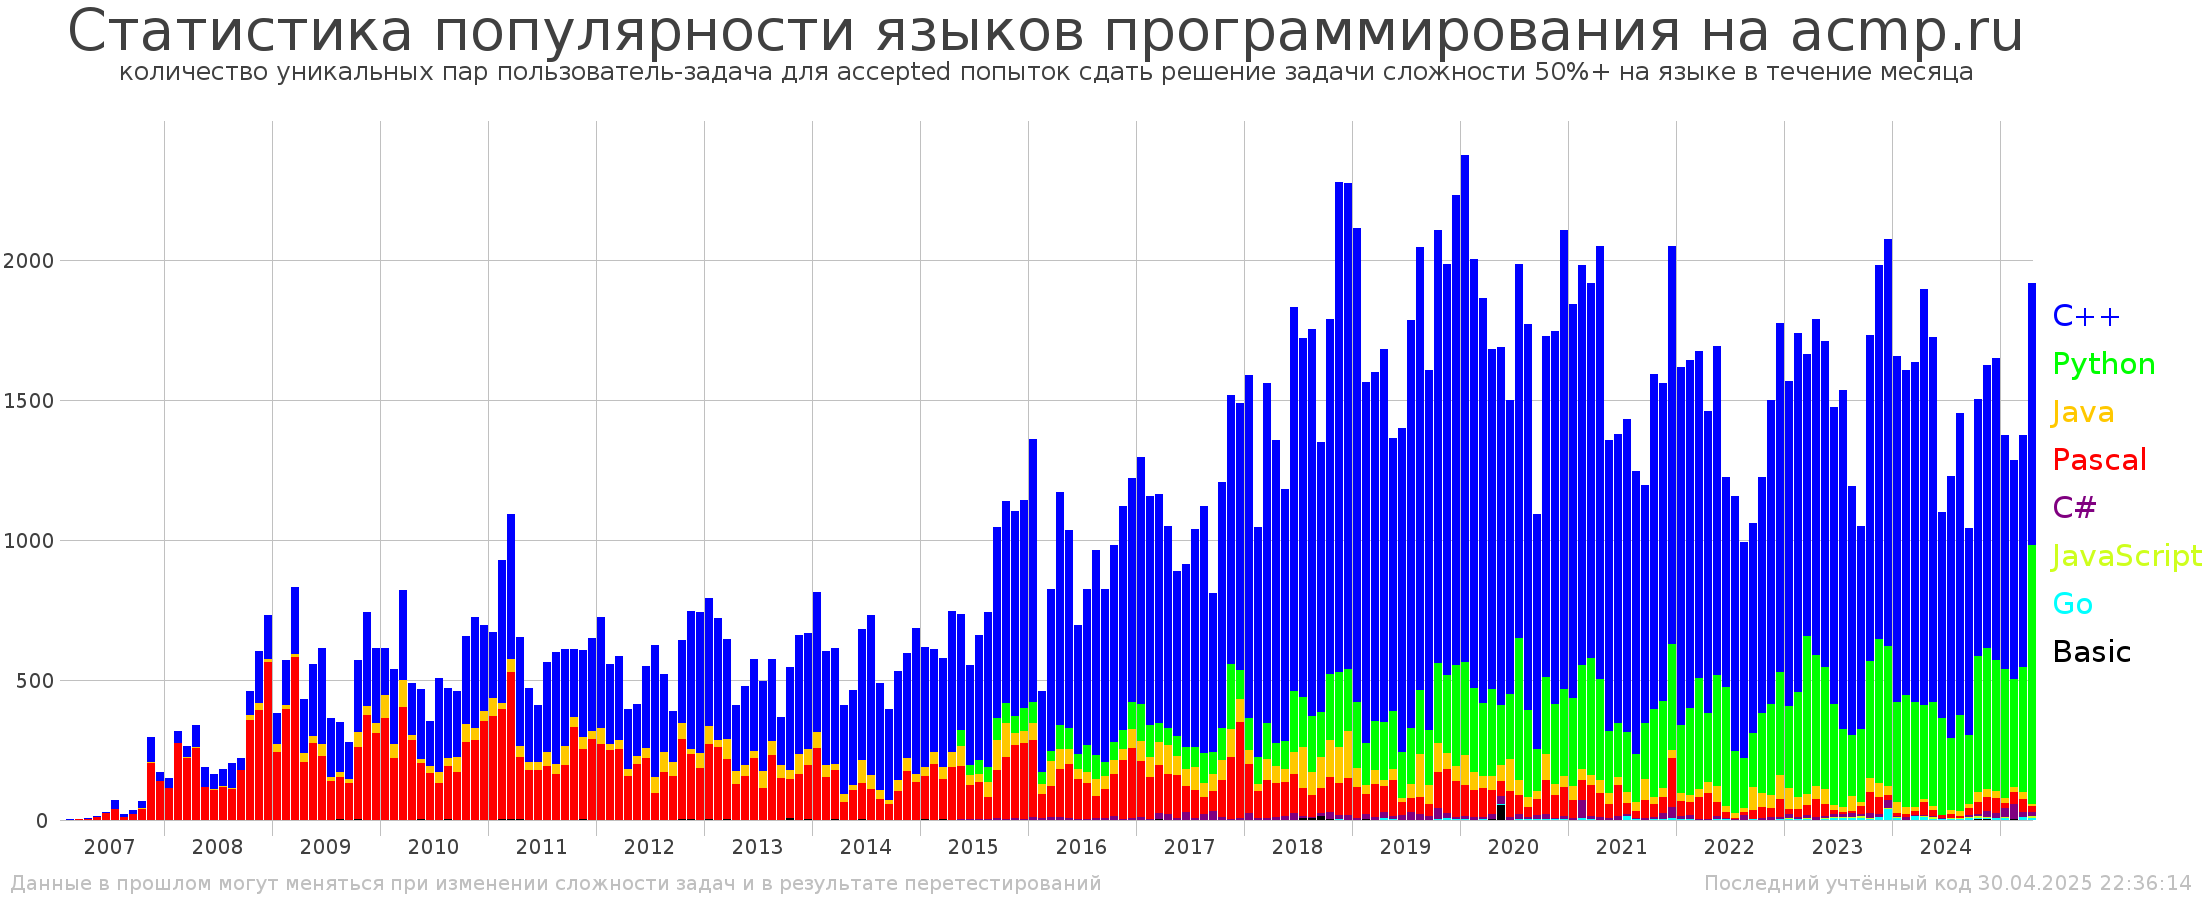 Статистика популярности языков программирования на acmp.ru
количество уникальных пар пользователь-задача для accepted попыток сдать решение задачи сложности 50%+ на языке в течение месяца
2000
1500
1000
500
0
C++
Python
Java
Pascal
C#
JavaScript
Go
Basic
2007 2008 2009 2010 2011 2012 2013 2014 2015 2016 2017 2018 2019 2020 2021 2022 2023 2024
Данные в прошлом могут меняться при изменении сложности задач и в результате перетестирований
Последний учтённый код 30.04.2025 22:36:14